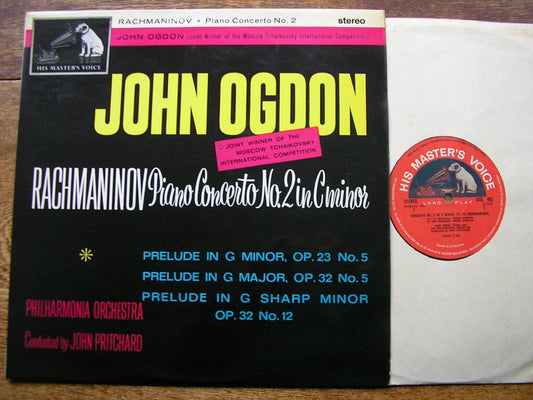 RACHMANINOV • Piano Concerto No. 2 stereo
JOHN OGDON (Joint Winner of the Moscow Tchaikovsky International Competition)
HIS MASTER'S VOICE
JOHN OGDON
JOINT WINNER OF THE
MOSCOW TCHAIKOVSKY
INTERNATIONAL COMPETITION
RACHMANINOV Piano Concerto No. 2 in C minor
* PRELUDE IN G MINOR, OP. 23 No. 5
PRELUDE IN G MAJOR, OP. 32 No. 5
PRELUDE IN G SHARP MINOR
OP. 32 No. 12
PHILHARMONIA ORCHESTRA
Conducted by JOHN PRITCHARD
HIS MASTER'S VOICE
LONG PLAY
STEREO